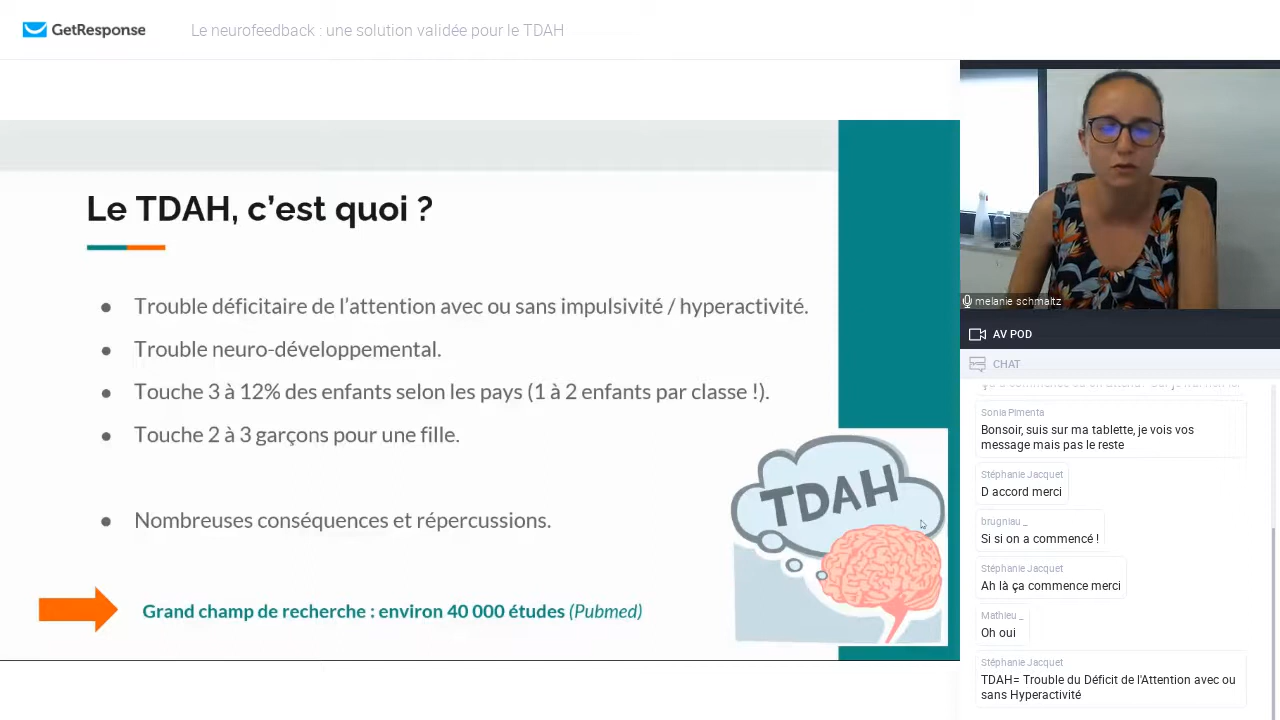 GetResponse
Le neurofeedback : une solution validée pour le TDAH
Le TDAH, c'est quoi ?
● Trouble déficitaire de l'attention avec ou sans impulsivité / hyperactivité.
● Trouble neuro-développemental.
● Touche 3 à 12% des enfants selon les pays (1 à 2 enfants par classe !).
● Touche 2 à 3 garçons pour une fille.
● Nombreuses conséquences et répercussions.
Grand champ de recherche : environ 40 000 études (Pubmed)
TDAH
melanie schmaltz
AV POD
CHAT
Sonia Pimenta
Bonsoir, suis sur ma tablette, je vois vos
message mais pas le reste
Stéphanie Jacquet
D accord merci
brugniau _
Si si on a commencé !
Stéphanie Jacquet
Ah là ça commence merci
Mathieu _
Oh oui
Stéphanie Jacquet
TDAH= Trouble du Déficit de l'Attention avec ou
sans Hyperactivité